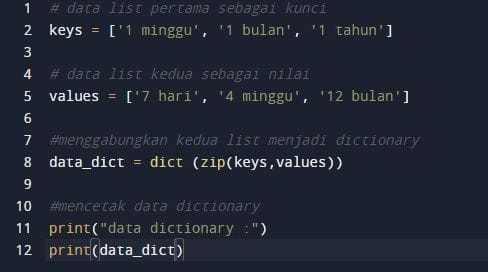 1 # data list pertama sebagai kunci
2 keys = ['1 minggu', '1 bulan', '1 tahun']
3
4 # data list kedua sebagai nilai
5 values = ['7 hari', '4 minggu', '12 bulan']
6
7 #menggabungkan kedua list menjadi dictionary
8 data_dict = dict (zip(keys,values))
9
10 #mencetak data dictionary
11 print("data dictionary :")
12 print(data_dict)